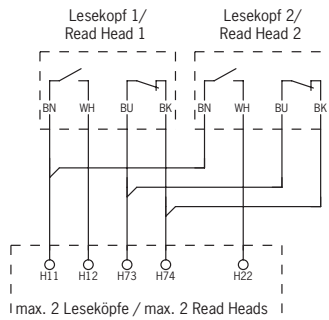 Lesekopf 1/
Read Head 1
Lesekopf 2/
Read Head 2
BN WH BU BK BN WH BU BK
H11 H12 H73 H74 H22
max. 2 Leseköpfe / max. 2 Read Heads